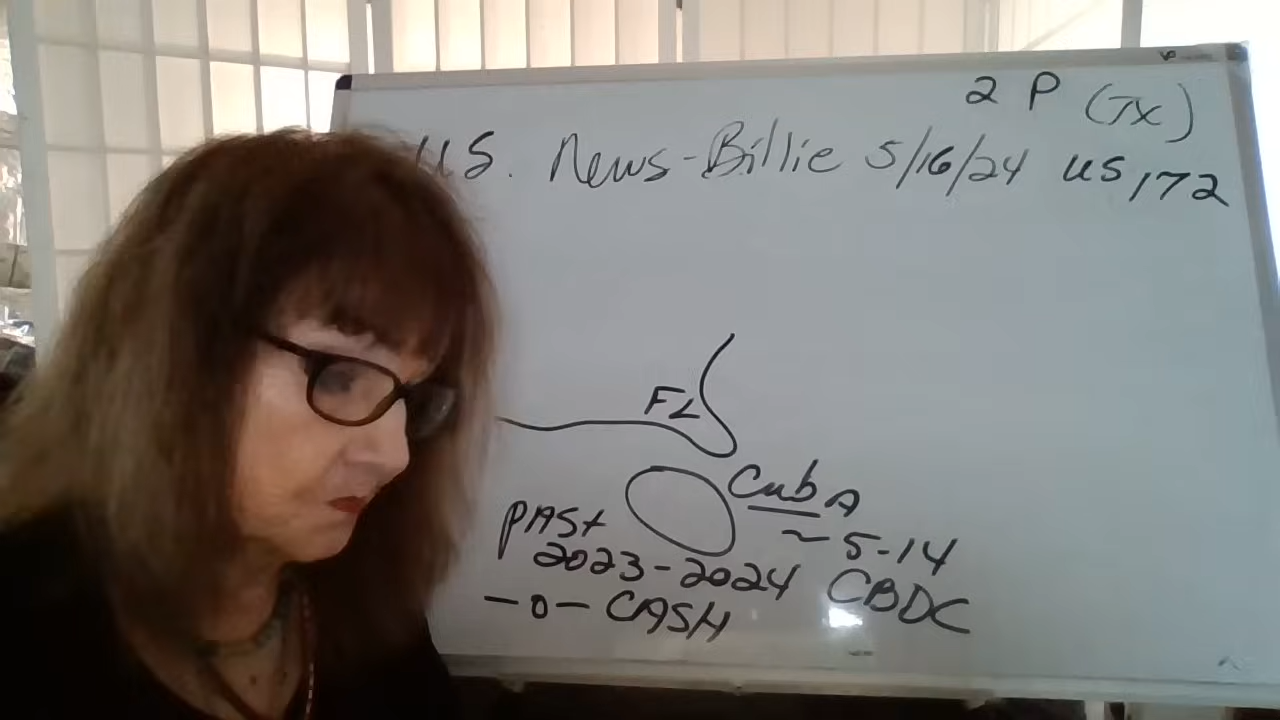 2 P (TX)
U.S. News-Billie 5/16/24 US, 172
FL
Cuba
PAST
~ 5-14
2023-2024 CBDC
-0- CASH